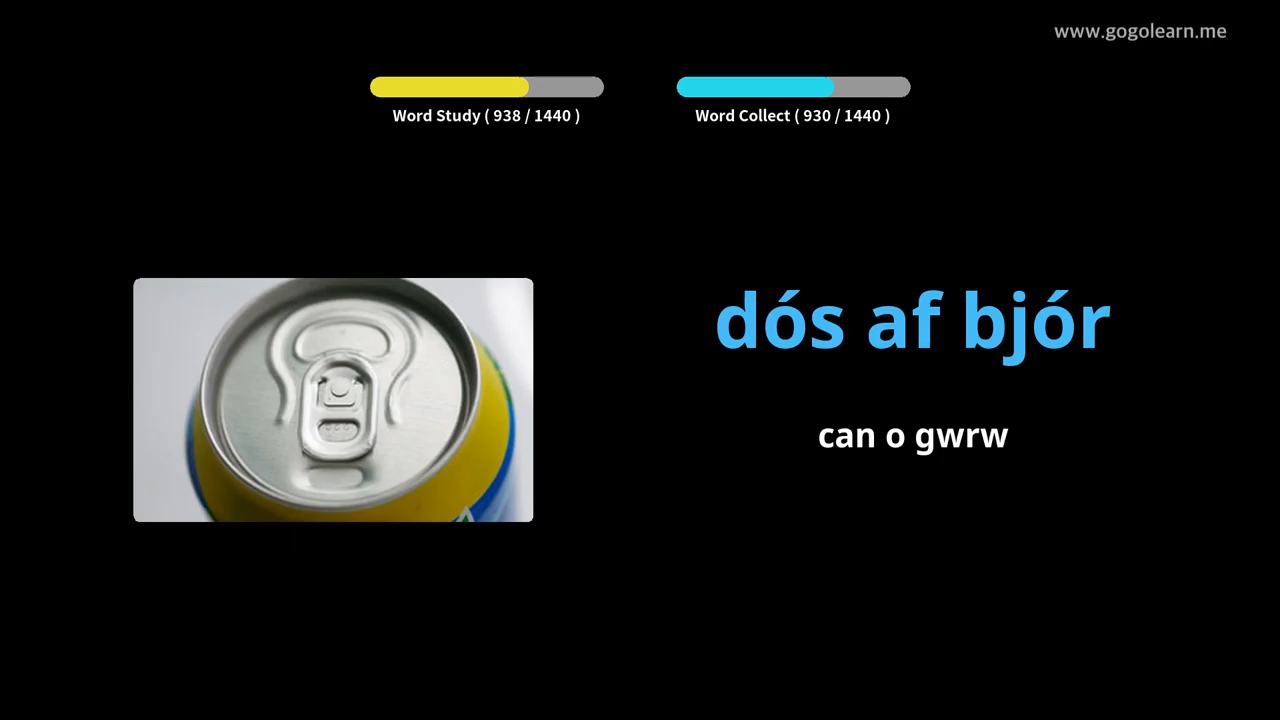 www.gogolearn.me
Word Study ( 938 / 1440 )
Word Collect ( 930 / 1440 )
dós af bjór
can o gwrw